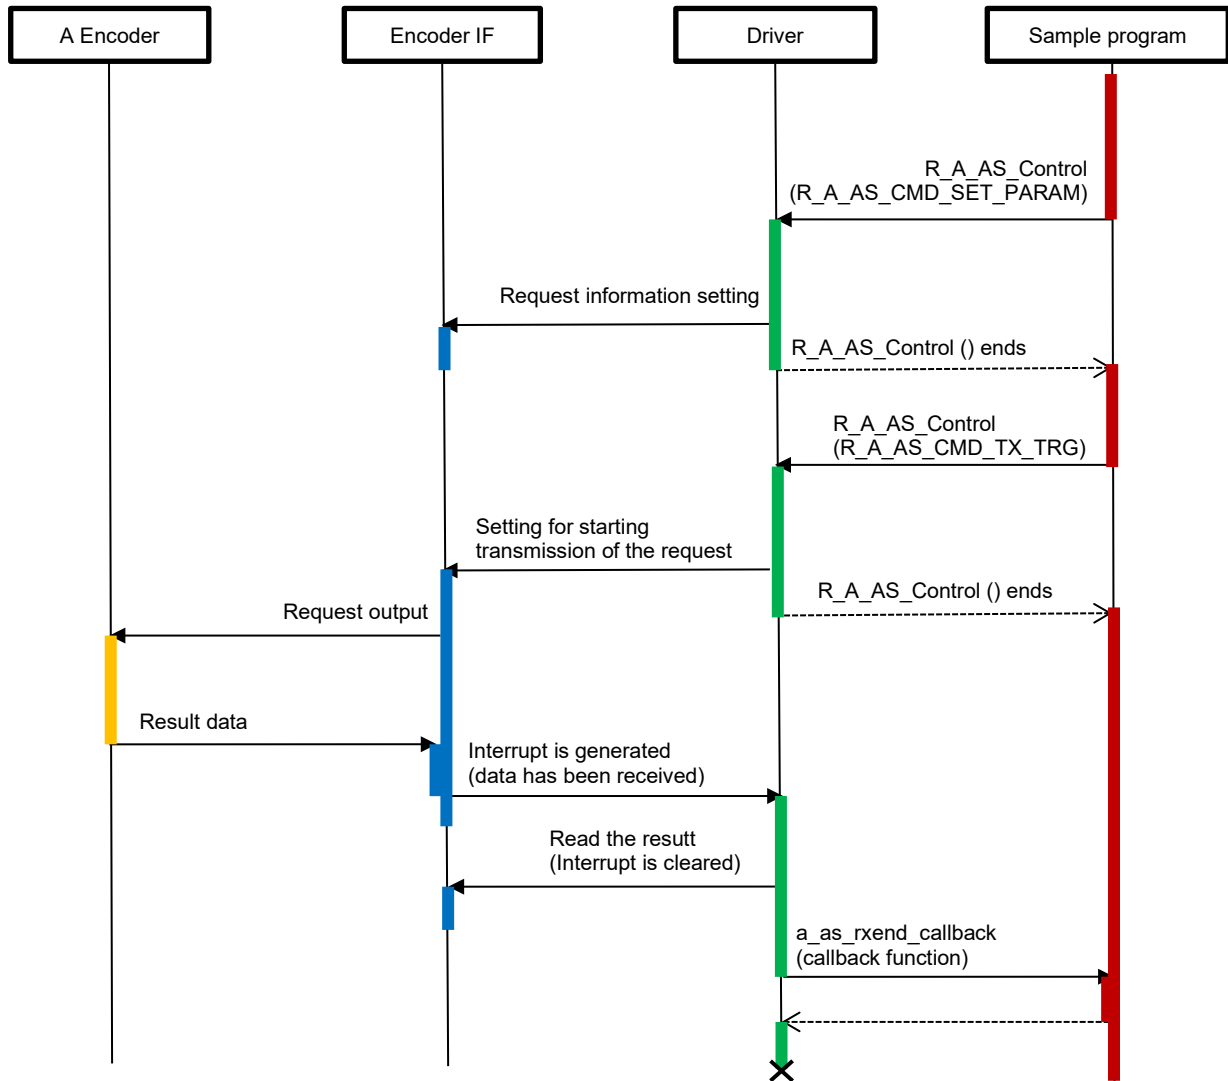 A Encoder
Encoder IF
Driver
Sample program
R_A_AS_Control
(R_A_AS_CMD_SET_PARAM)
Request information setting
R_A_AS_Control () ends
R_A_AS_Control
(R_A_AS_CMD_TX_TRG)
Setting for starting
transmission of the request
R_A_AS_Control () ends
Request output
Result data
Interrupt is generated
(data has been received)
Read the resutt
(Interrupt is cleared)
a_as_rxend_callback
(callback function)